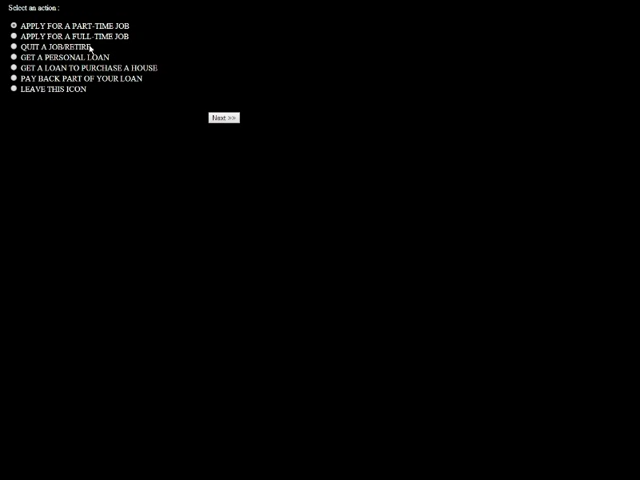 Select an action :
APPLY FOR A PART-TIME JOB
APPLY FOR A FULL-TIME JOB
QUIT A JOB/RETIRE
GET A PERSONAL LOAN
GET A LOAN TO PURCHASE A HOUSE
PAY BACK PART OF YOUR LOAN
LEAVE THIS ICON
Next >>